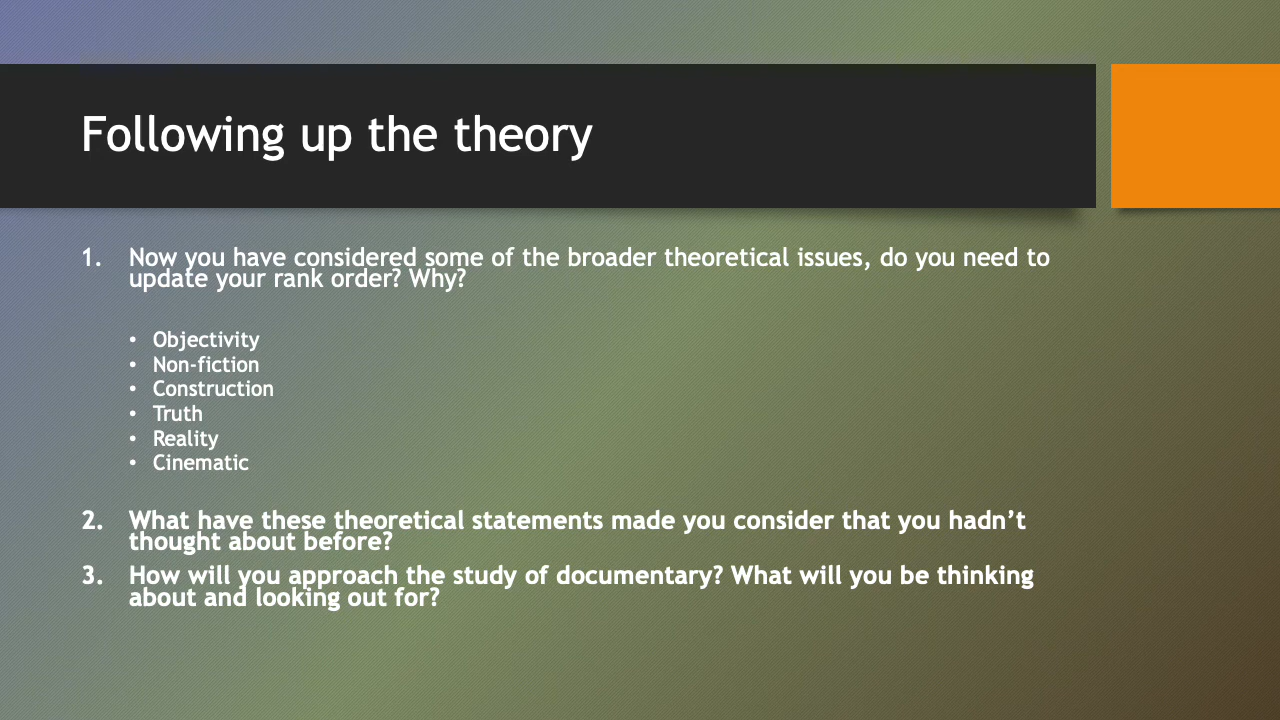 Following up the theory
1. Now you have considered some of the broader theoretical issues, do you need to
update your rank order? Why?
• Objectivity
• Non-fiction
• Construction
• Truth
• Reality
• Cinematic
2. What have these theoretical statements made you consider that you hadn’t
thought about before?
3. How will you approach the study of documentary? What will you be thinking
about and looking out for?